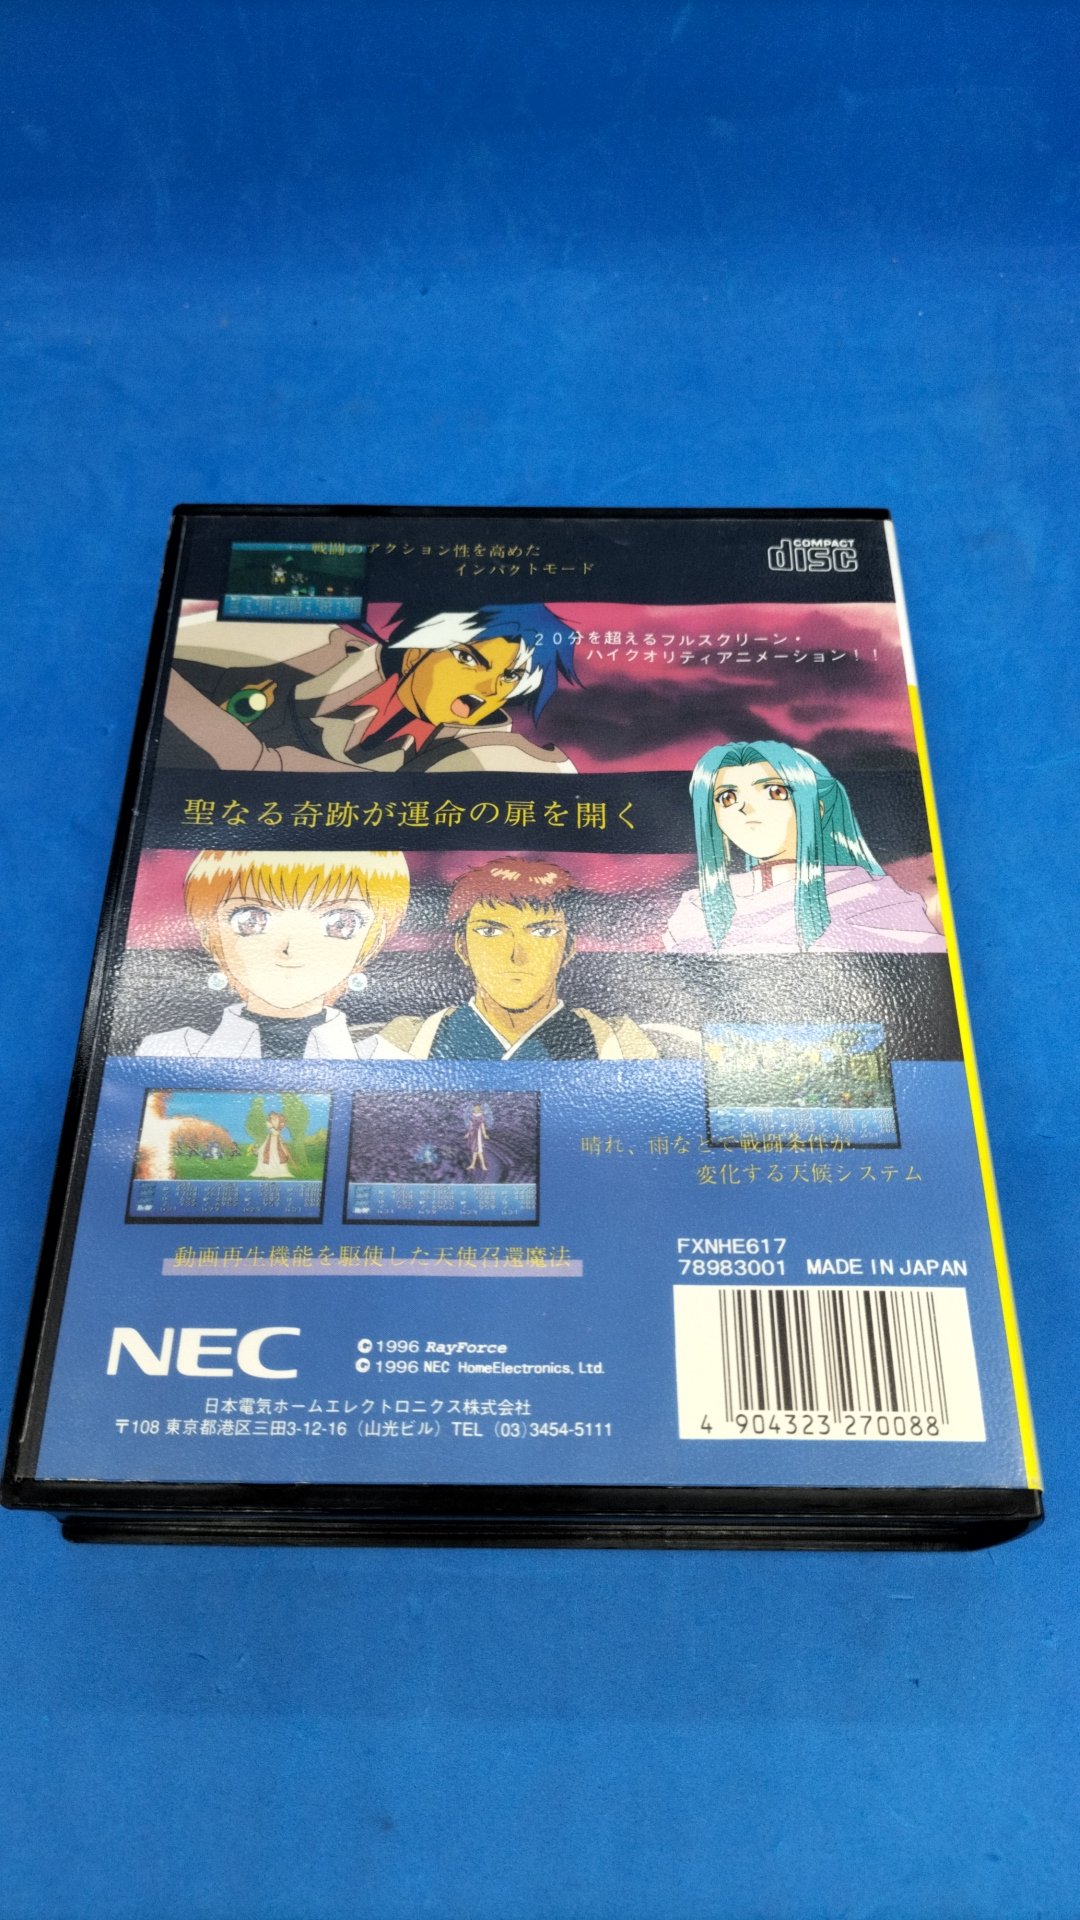 戦闘のアクション性を高めた
インパクトモード
COMPACT
disc
20分を超えるフルスクリーン・
ハイクオリティアニメーション!!
聖なる奇跡が運命の扉を開く
晴れ、雨などで戦闘条件が
変化する天候システム
動画再生機能を駆使した天使召還魔法
FXNHE617
78983001 MADE IN JAPAN
NEC
©1996 RayForce
©1996 NEC HomeElectronics, Ltd.
日本電気ホームエレクトロニクス株式会社
〒108 東京都港区三田3-12-16 (山光ビル) TEL (03) 3454-5111
4 904323 270088